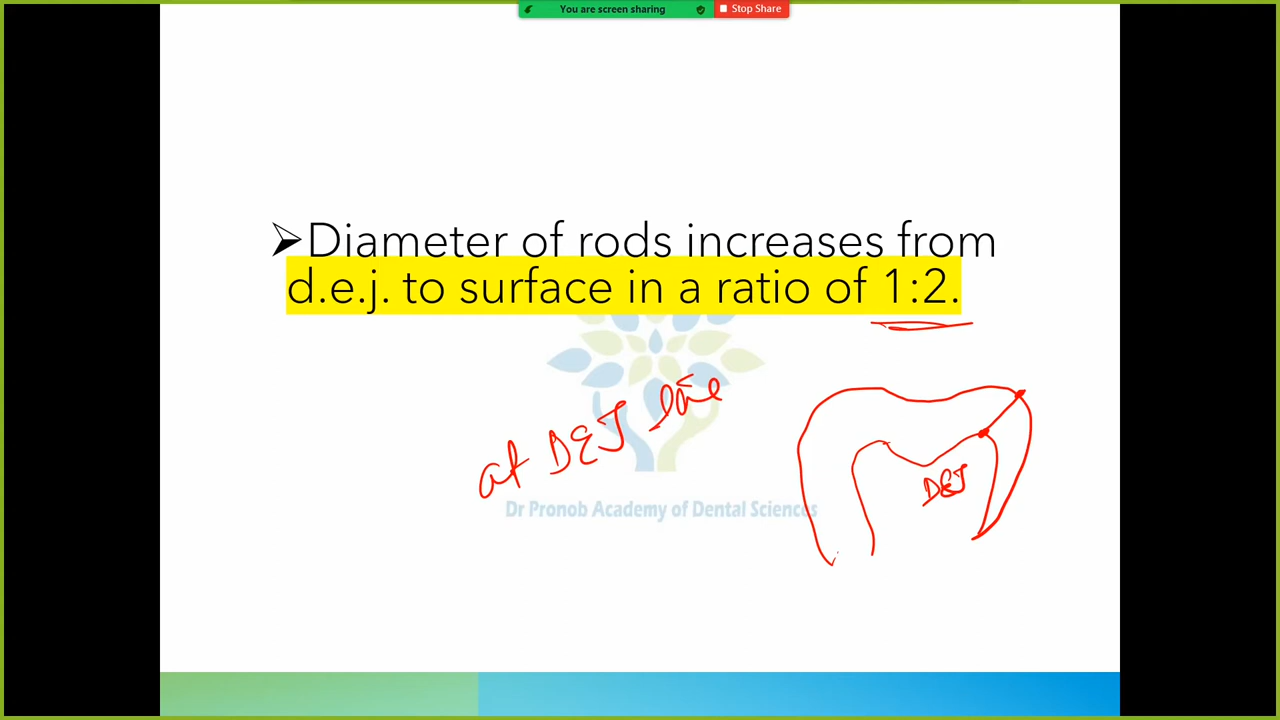 You are screen sharing
Stop Share
➢Diameter of rods increases from
d.e.j. to surface in a ratio of 1:2.
at DEJ
DEJ
Dr Pronob Academy of Dental Sciences